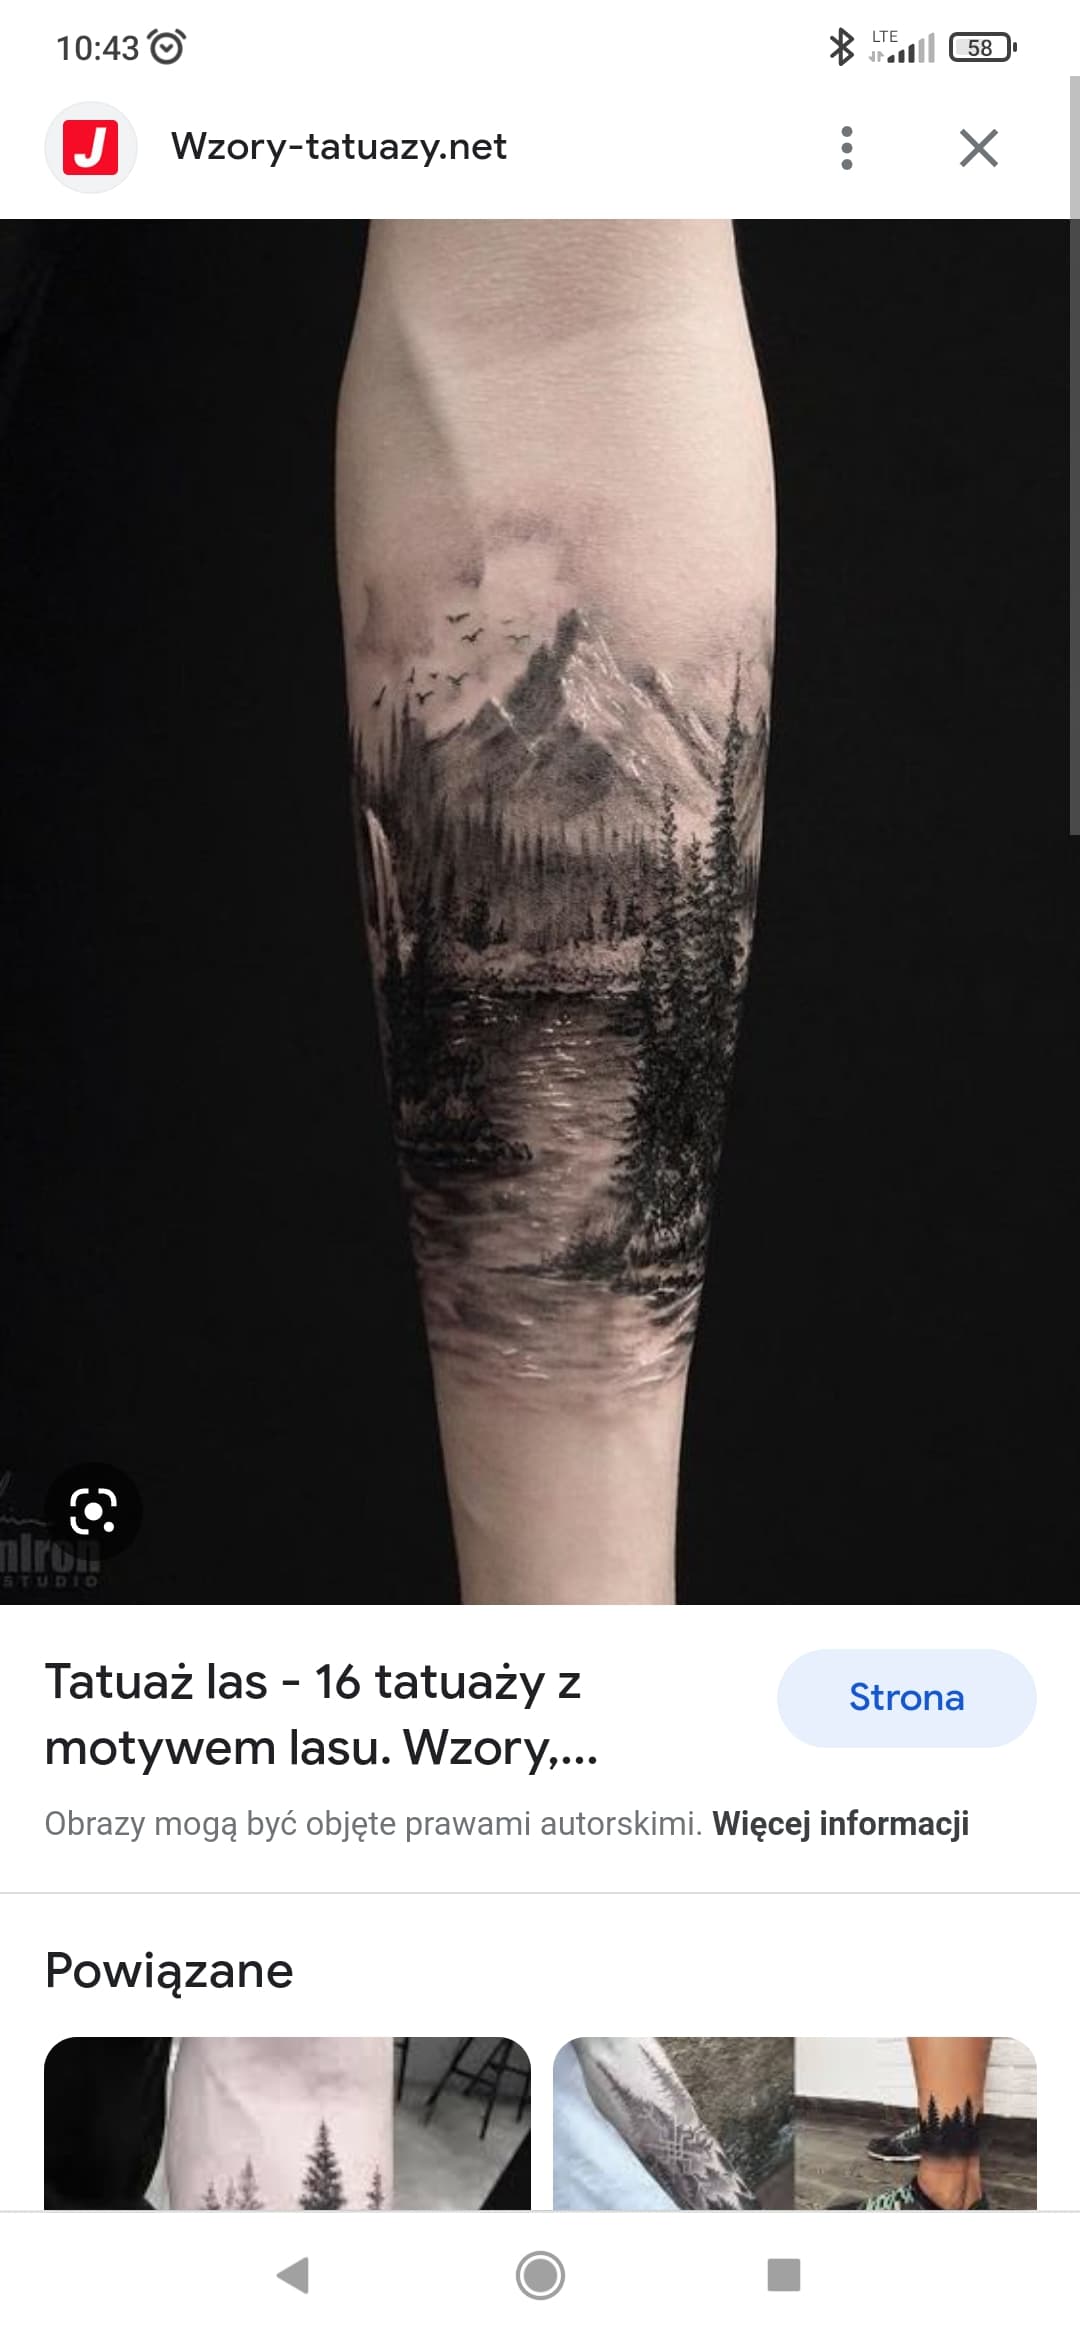 10:43
LTE
58
J
Wzory-tatuazy.net
STUDIO
Tatuaż las - 16 tatuaży z
motywem lasu. Wzory,...
Strona
Obrazy mogą być objęte prawami autorskimi. Więcej informacji
Powiązane